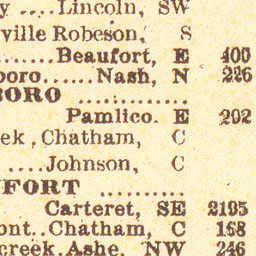 y ....Lincoln, SW
ville Robeson, S
........Beaufort, E 400
boro......Nash, N 226
BORO ............
Pamlico. E 202
ek , Chatham, C
....Johnson, C
FORT .........
Carteret, SE 2195
ont..Chatham, C 168
creek, Ashe, NW 246